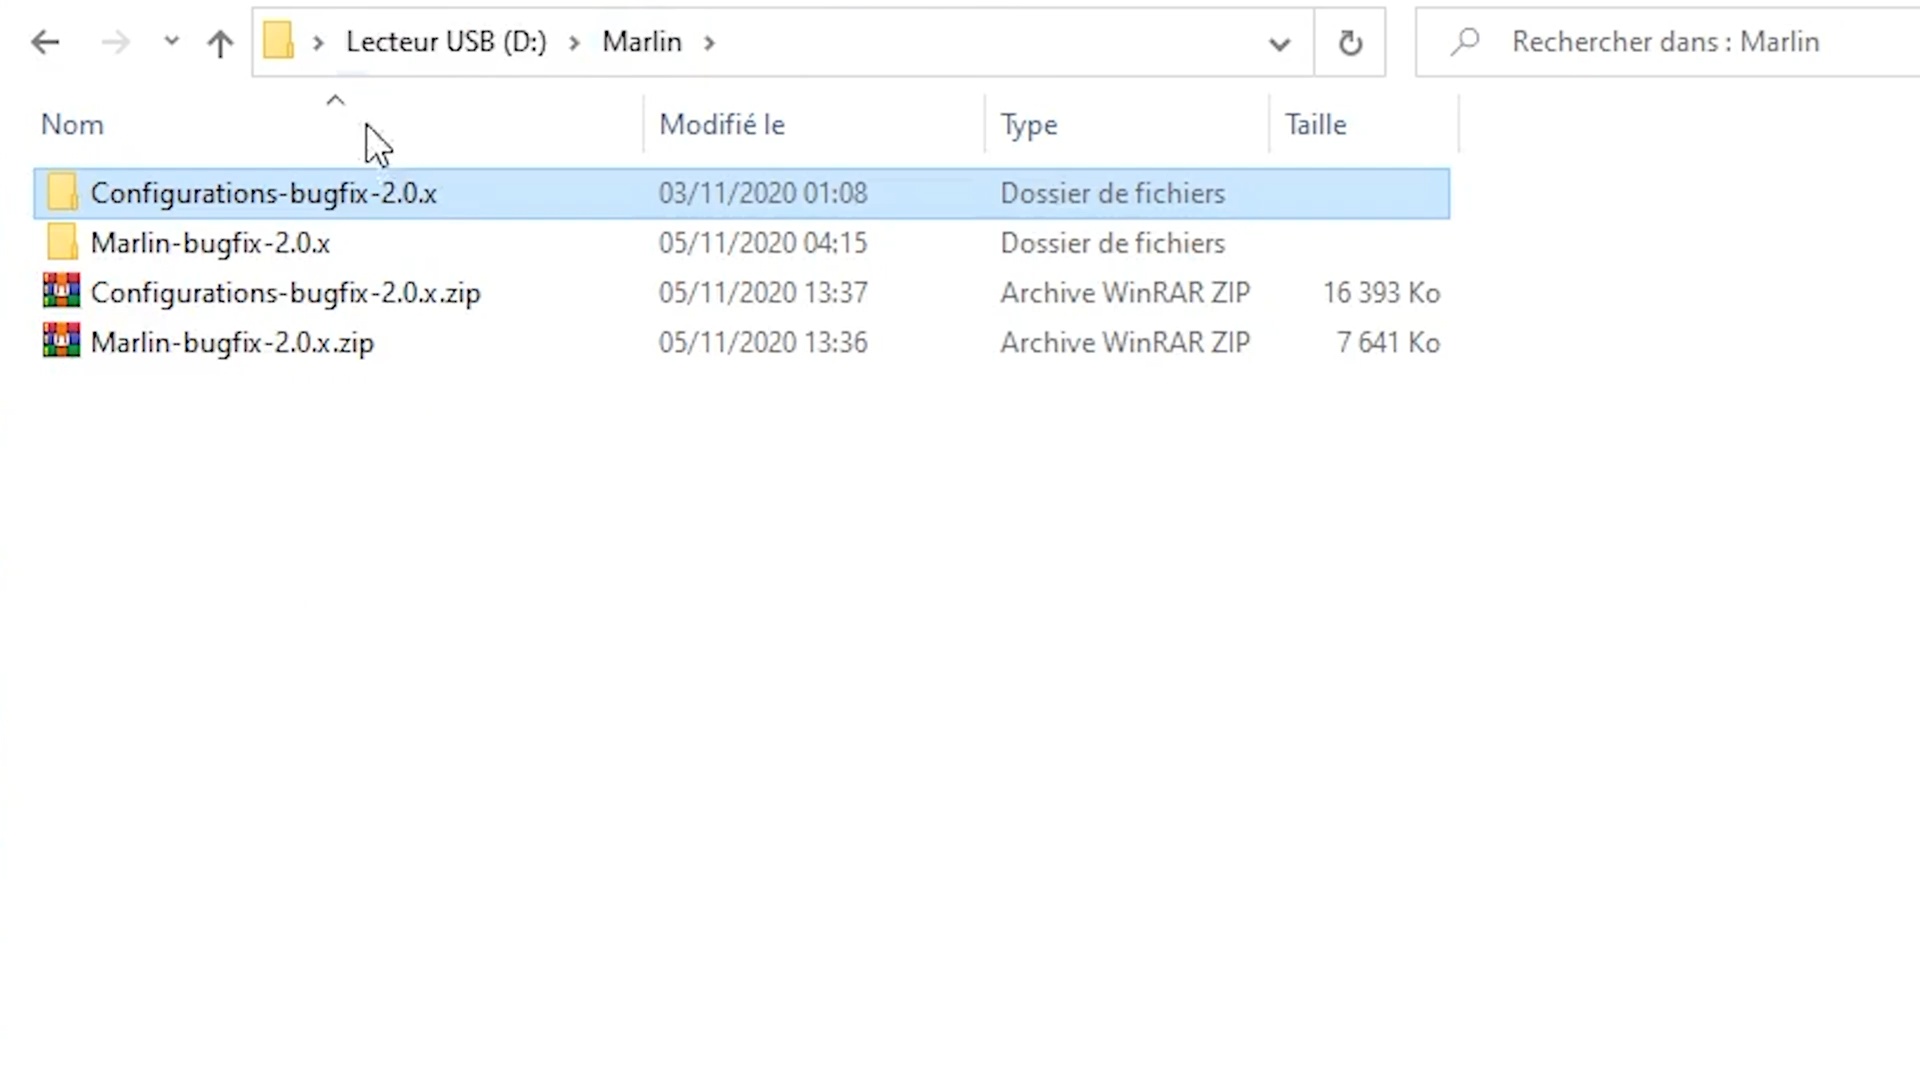 Lecteur USB (D:) Marlin Rechercher dans : Marlin
Nom Modifié le Type Taille
Configurations-bugfix-2.0.x 03/11/2020 01:08 Dossier de fichiers
Marlin-bugfix-2.0.x 05/11/2020 04:15 Dossier de fichiers
Configurations-bugfix-2.0.x.zip 05/11/2020 13:37 Archive WinRAR ZIP 16 393 Ko
Marlin-bugfix-2.0.x.zip 05/11/2020 13:36 Archive WinRAR ZIP 7 641 Ko